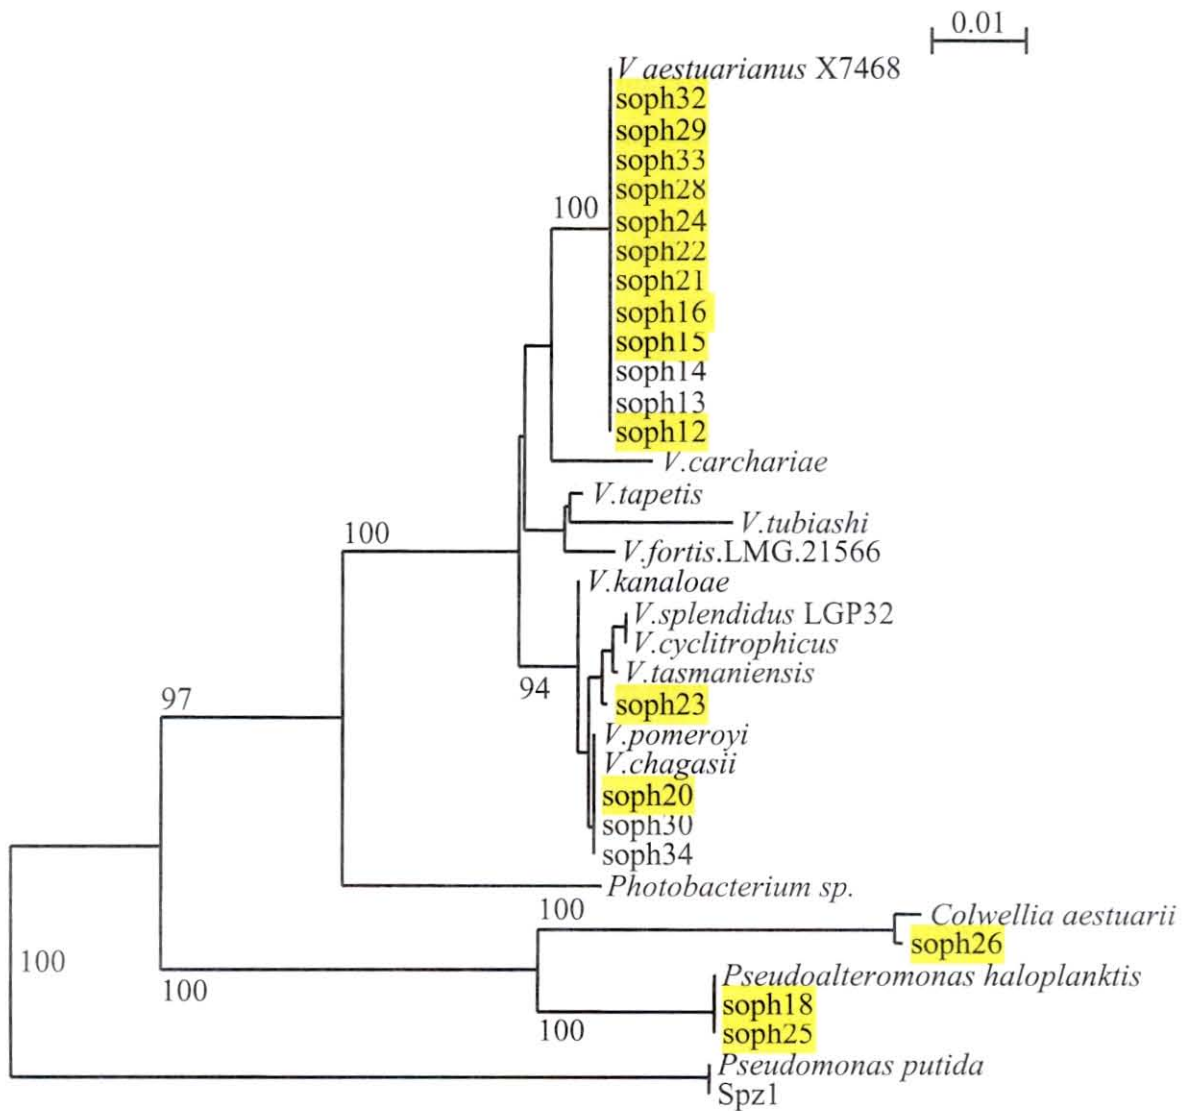 0.01
V aestuarianus X7468
soph32
soph29
soph33
soph28
100
soph24
soph22
soph21
soph16
soph15
soph14
soph13
soph12
V.carchariae
V.tapetis
V.tubiashi
100
V.fortis.LMG.21566
V.kanaloae
V.splendidus LGP32
V.cyclitrophicus
V.tasmaniensis
94
97
soph23
V.pomeroyi
V.chagasii
soph20
soph30
soph34
Photobacterium sp.
100
Colwellia aestuarii
soph26
100
Pseudoalteromonas haloplanktis
100
soph18
100
soph25
Pseudomonas putida
Spz1